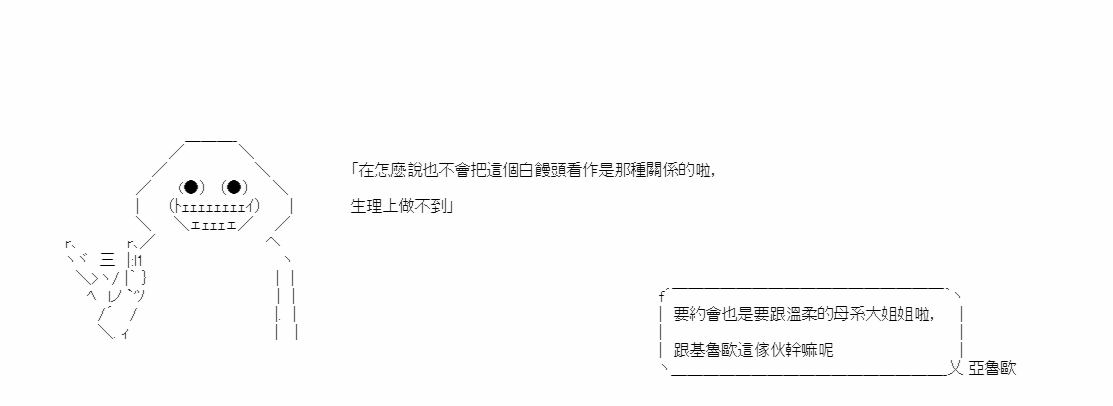 「在怎麼說也不會把這個白饅頭看作是那種關係的啦,
生理上做不到」
要約會也是要跟溫柔的母系大姐姐啦,
跟基魯歐這傢伙幹嘛呢
亞魯歐